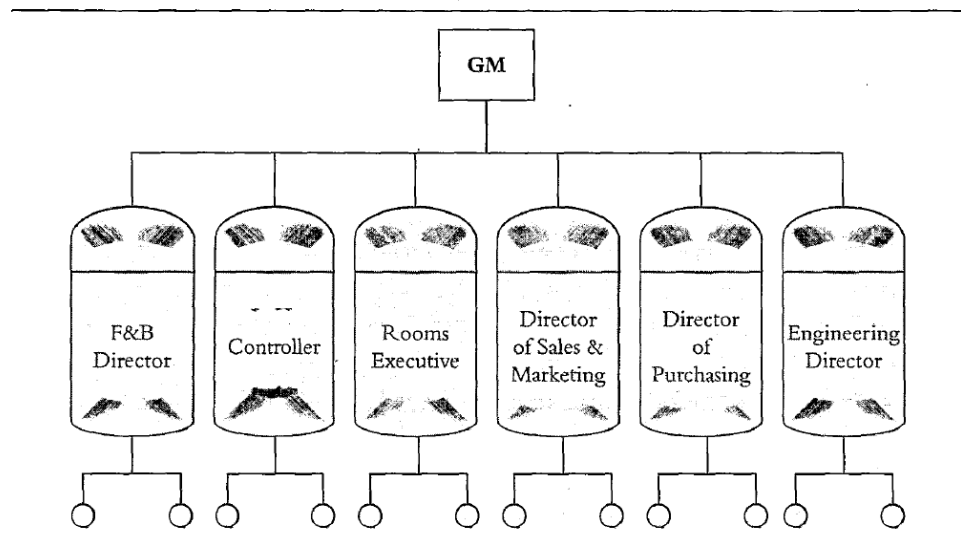 GM
F&B
Director
Controller
Rooms
Executive
Director
of Sales &
Marketing
Director
of
Purchasing
Engineering
Director